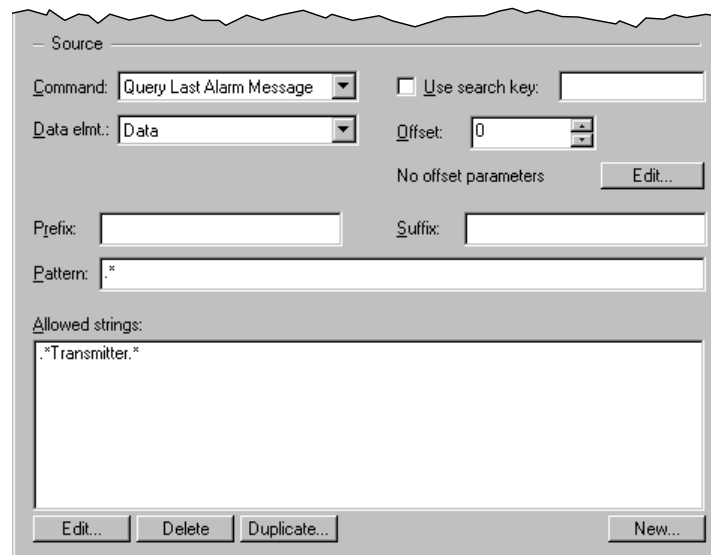 Source
Command: Query Last Alarm Message Use search key:
Data elmt.: Data Offset: 0
No offset parameters Edit...
Prefix: Suffix:
Pattern: .*
Allowed strings:
.*Transmitter.*
Edit... Delete Duplicate... New...